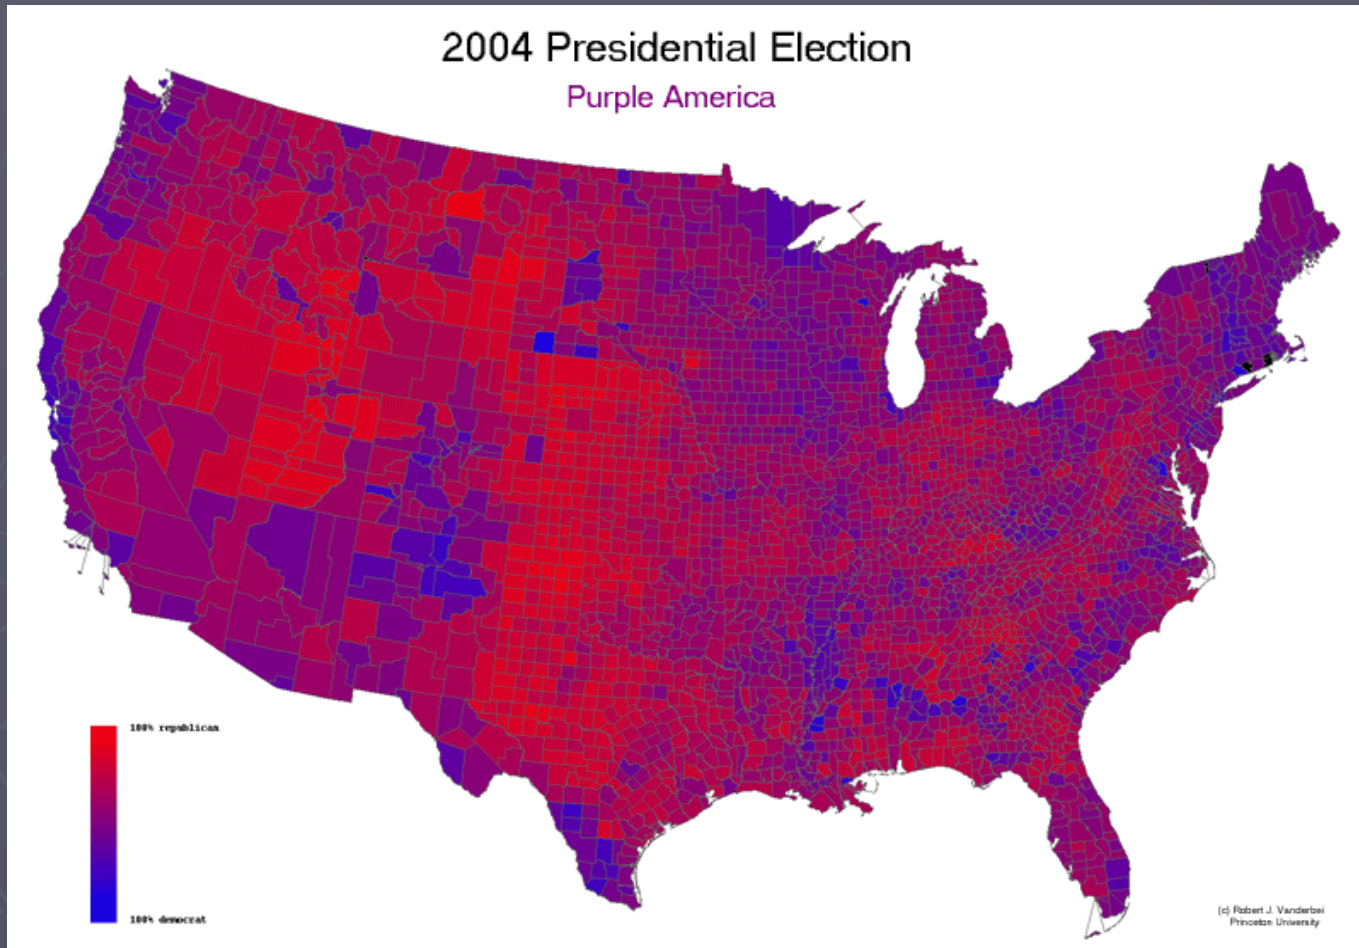 2004 Presidential Election
Purple America
100% republican
100% democrat
(c) Robert J. Vanderbei
Princeton University